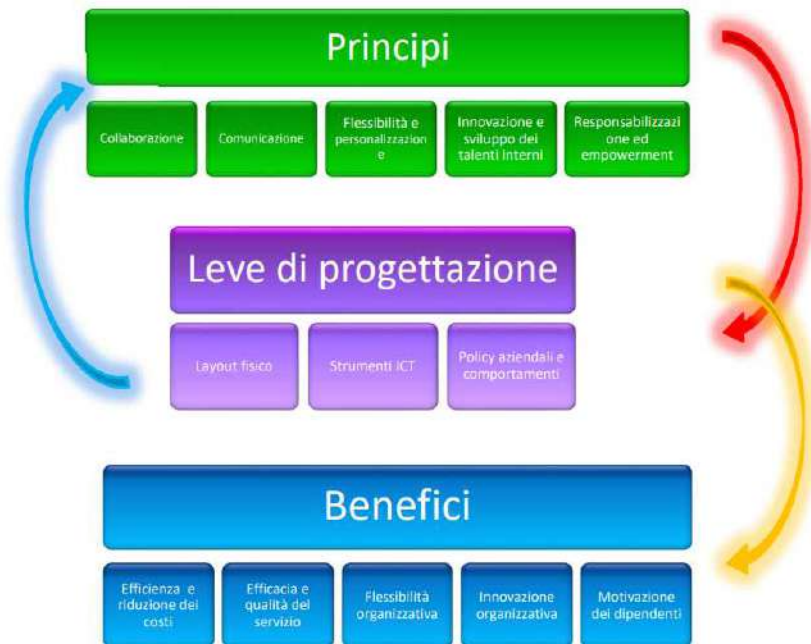 Principi
Collaborazione
Comunicazione
Flessibilità e
personalizzazion
e
Innovazione e
sviluppo dei
talenti interni
Responsabilizzazi
one ed
empowerment
Leve di progettazione
Layout fisico
Strumenti ICT
Policy aziendali e
comportamenti
Benefici
Efficienza e
riduzione dei
costi
Efficacia e
qualità del
servizio
Flessibilità
organizzativa
Innovazione
organizzativa
Motivazione
dei dipendenti